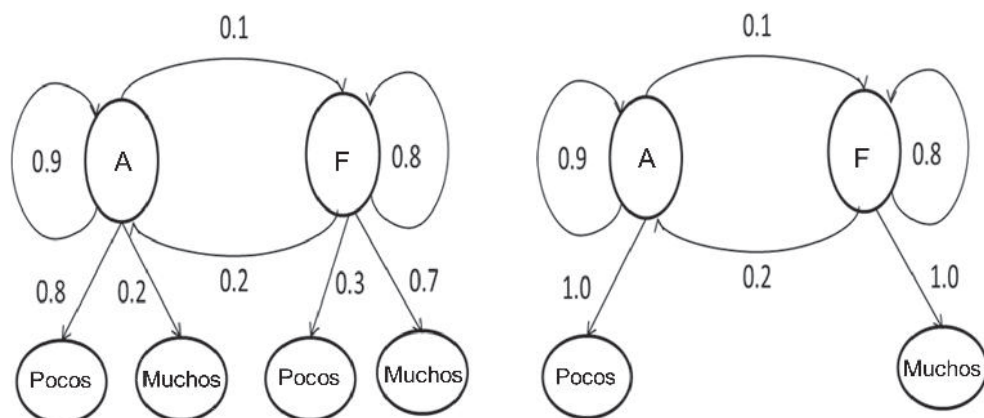 0.1 0.1
0.9 A F 0.8 0.9 A F 0.8
0.8 0.2 0.2 0.3 0.7 1.0 0.2 1.0
Pocos Muchos Pocos Muchos Pocos Muchos